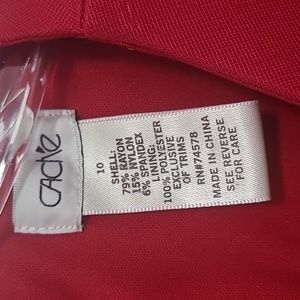 CACHE
10
SHELL:
79% RAYON
15% NYLON
6% SPANDEX
LINING:
100% POLYESTER
EXCLUSIVE
OF TRIMS
RN#74578
MADE IN CHINA
SEE REVERSE
FOR CARE